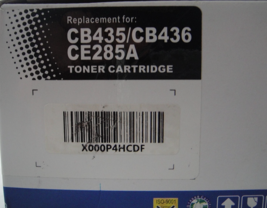 Replacement for:
CB435/CB436
CE285A
TONER CARTRIDGE
X000P4HCDF